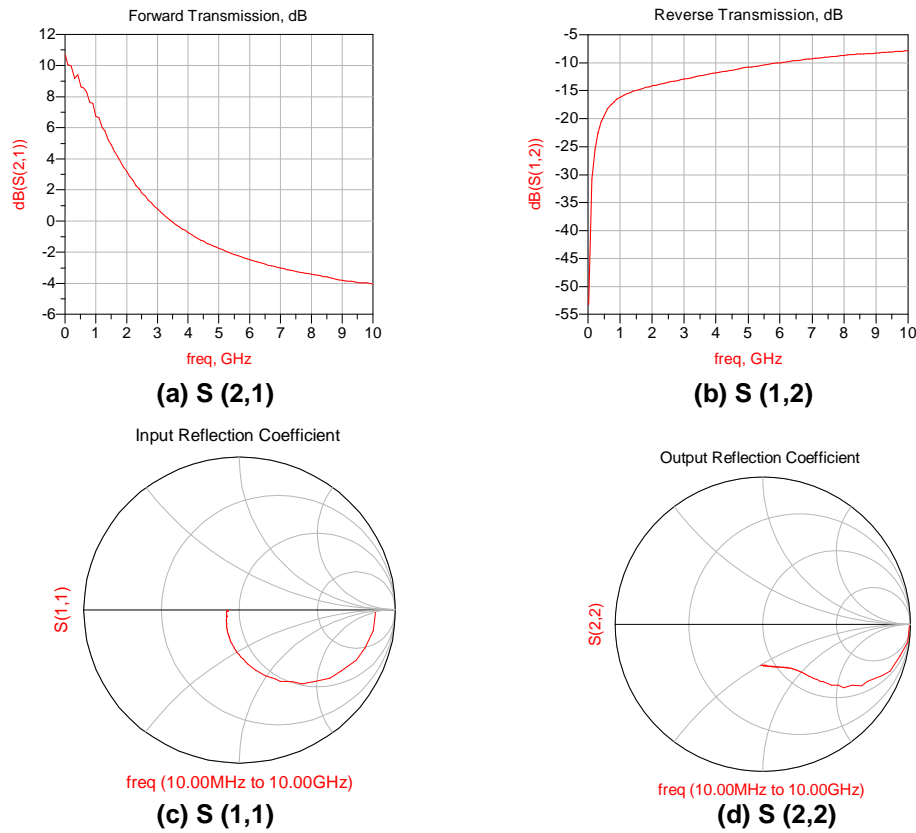 Forward Transmission, dB
12
10
8
6
4
2
0
-2
-4
-6
dB(S(2,1))
0 1 2 3 4 5 6 7 8 9 10
freq, GHz
(a) S (2,1)
Reverse Transmission, dB
-5
-10
-15
-20
-25
-30
-35
-40
-45
-50
-55
dB(S(1,2))
0 1 2 3 4 5 6 7 8 9 10
freq, GHz
(b) S (1,2)
Input Reflection Coefficient
S(1,1)
freq (10.00MHz to 10.00GHz)
(c) S (1,1)
Output Reflection Coefficient
S(2,2)
freq (10.00MHz to 10.00GHz)
(d) S (2,2)